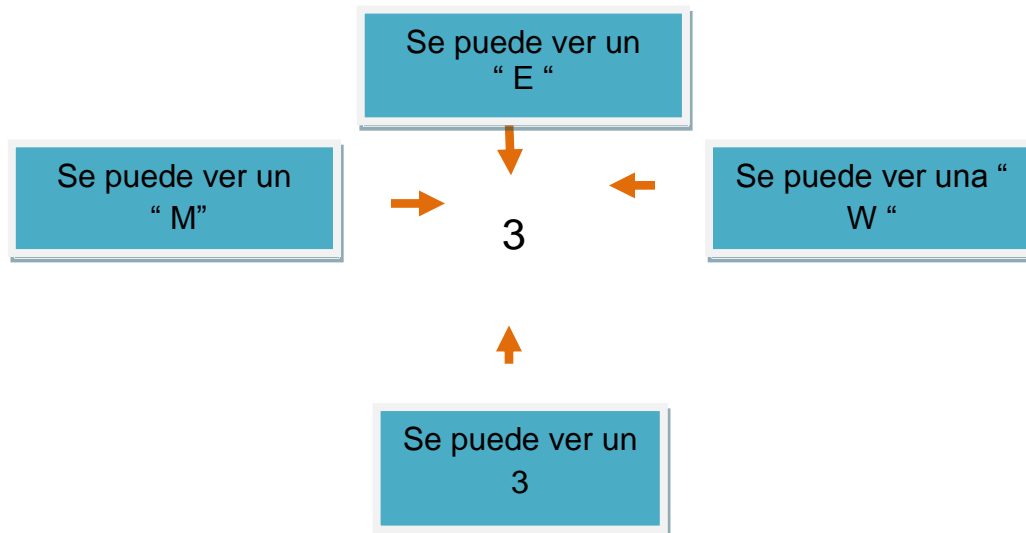 Se puede ver un
“ E “
Se puede ver un
“ M”
Se puede ver una “
W “
3
Se puede ver un
3